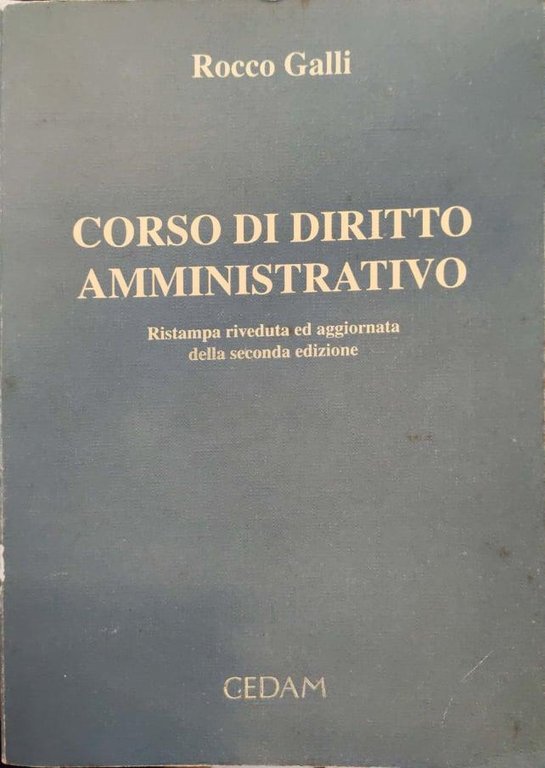 Rocco Galli
CORSO DI DIRITTO
AMMINISTRATIVO
Ristampa riveduta ed aggiornata
della seconda edizione
CEDAM